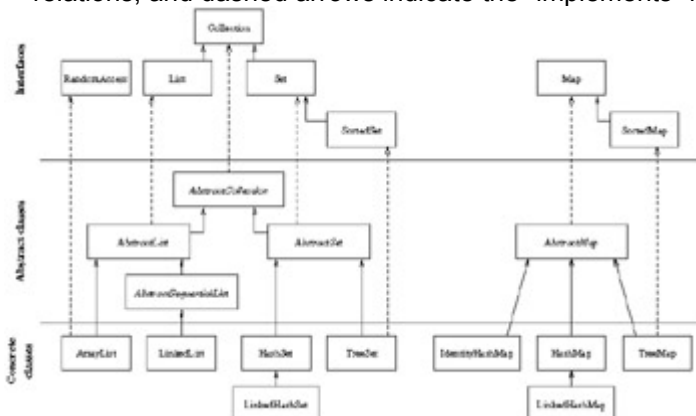 relations, and dashed arrows indicate the "implements"
Collection
Interfaces
RandomAccess
List
Set
Map
SortedSet
SortedMap
Abstract classes
AbstractCollection
AbstractList
AbstractSet
AbstractMap
AbstractSequentialList
Concrete
classes
ArrayList
LinkedList
HashSet
TreeSet
IdentityHashMap
HashMap
TreeMap
LinkedHashSet
LinkedHashMap